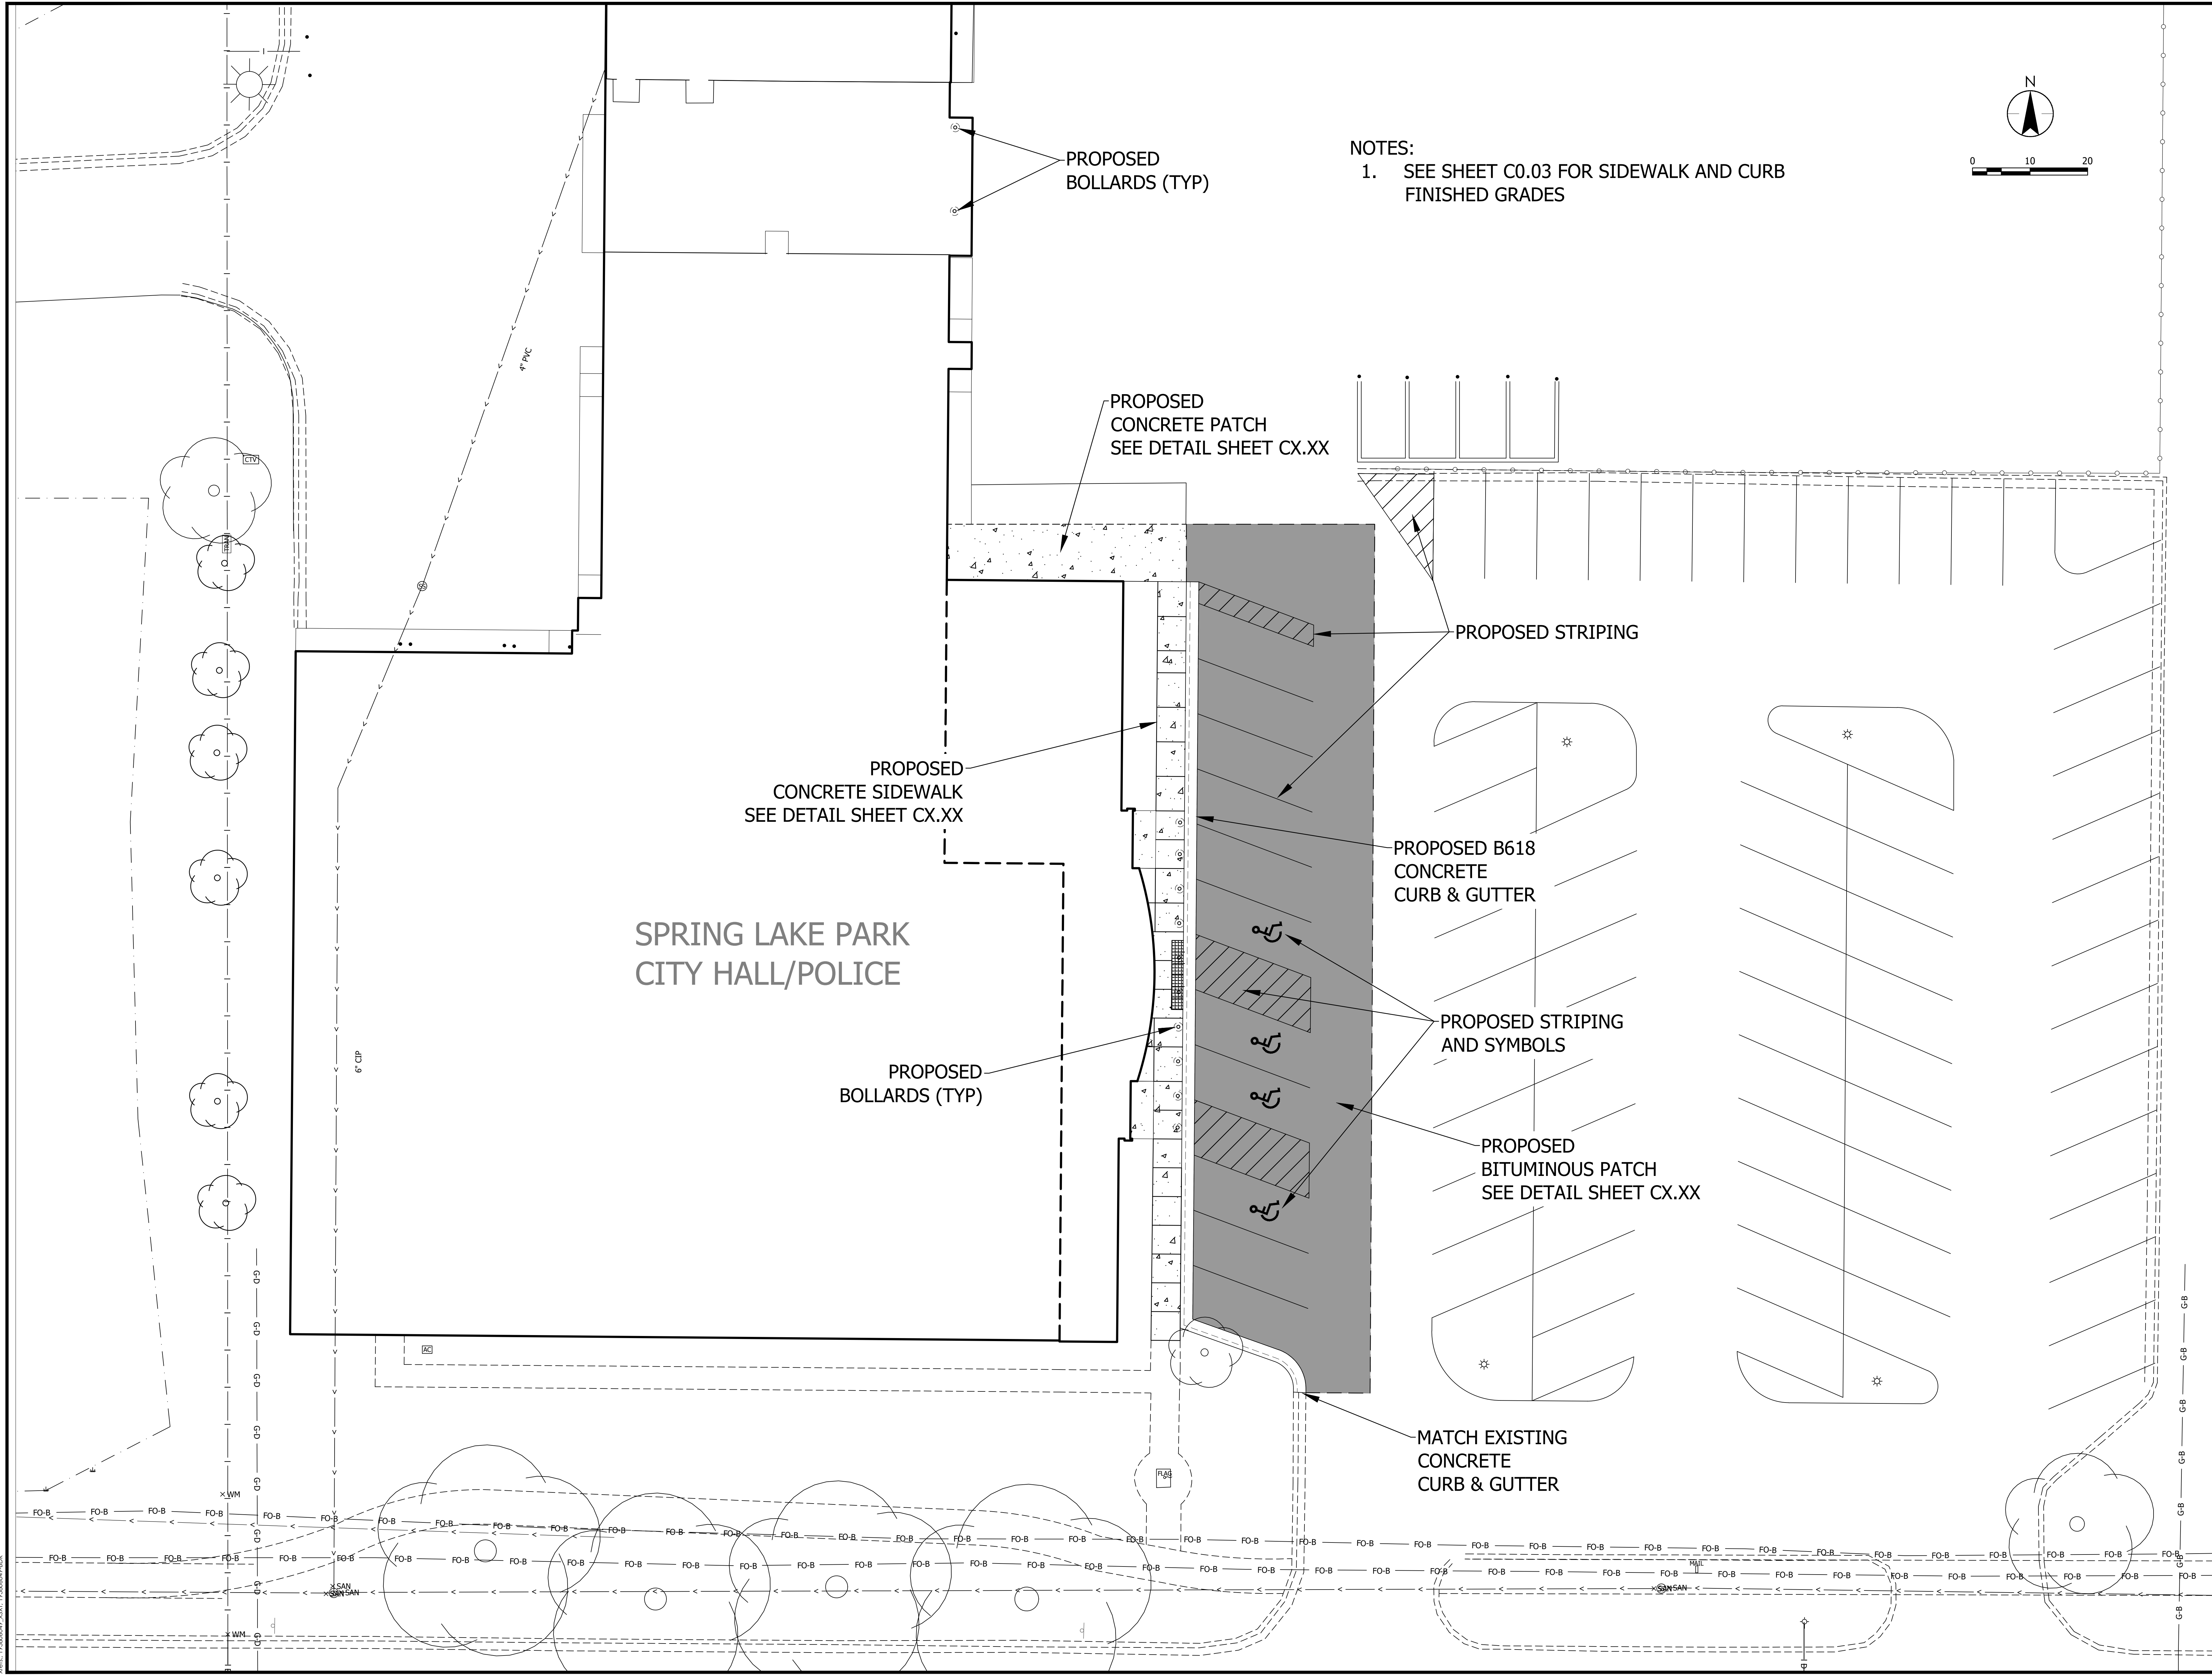 N
0 10 20
NOTES:
1. SEE SHEET C0.03 FOR SIDEWALK AND CURB
FINISHED GRADES
PROPOSED
BOLLARDS (TYP)
4" PVC
PROPOSED
CONCRETE PATCH
SEE DETAIL SHEET CX.XX
CTV
TRAN
PROPOSED STRIPING
PROPOSED
CONCRETE SIDEWALK
SEE DETAIL SHEET CX.XX
PROPOSED B618
CONCRETE
CURB & GUTTER
SPRING LAKE PARK
CITY HALL/POLICE
6" CIP
PROPOSED STRIPING
AND SYMBOLS
PROPOSED
BOLLARDS (TYP)
PROPOSED
BITUMINOUS PATCH
SEE DETAIL SHEET CX.XX
AC
MATCH EXISTING
CONCRETE
CURB & GUTTER
FLAG
WM
G-D
G-B
FO-B
MAIL
SAN
SAN
WM